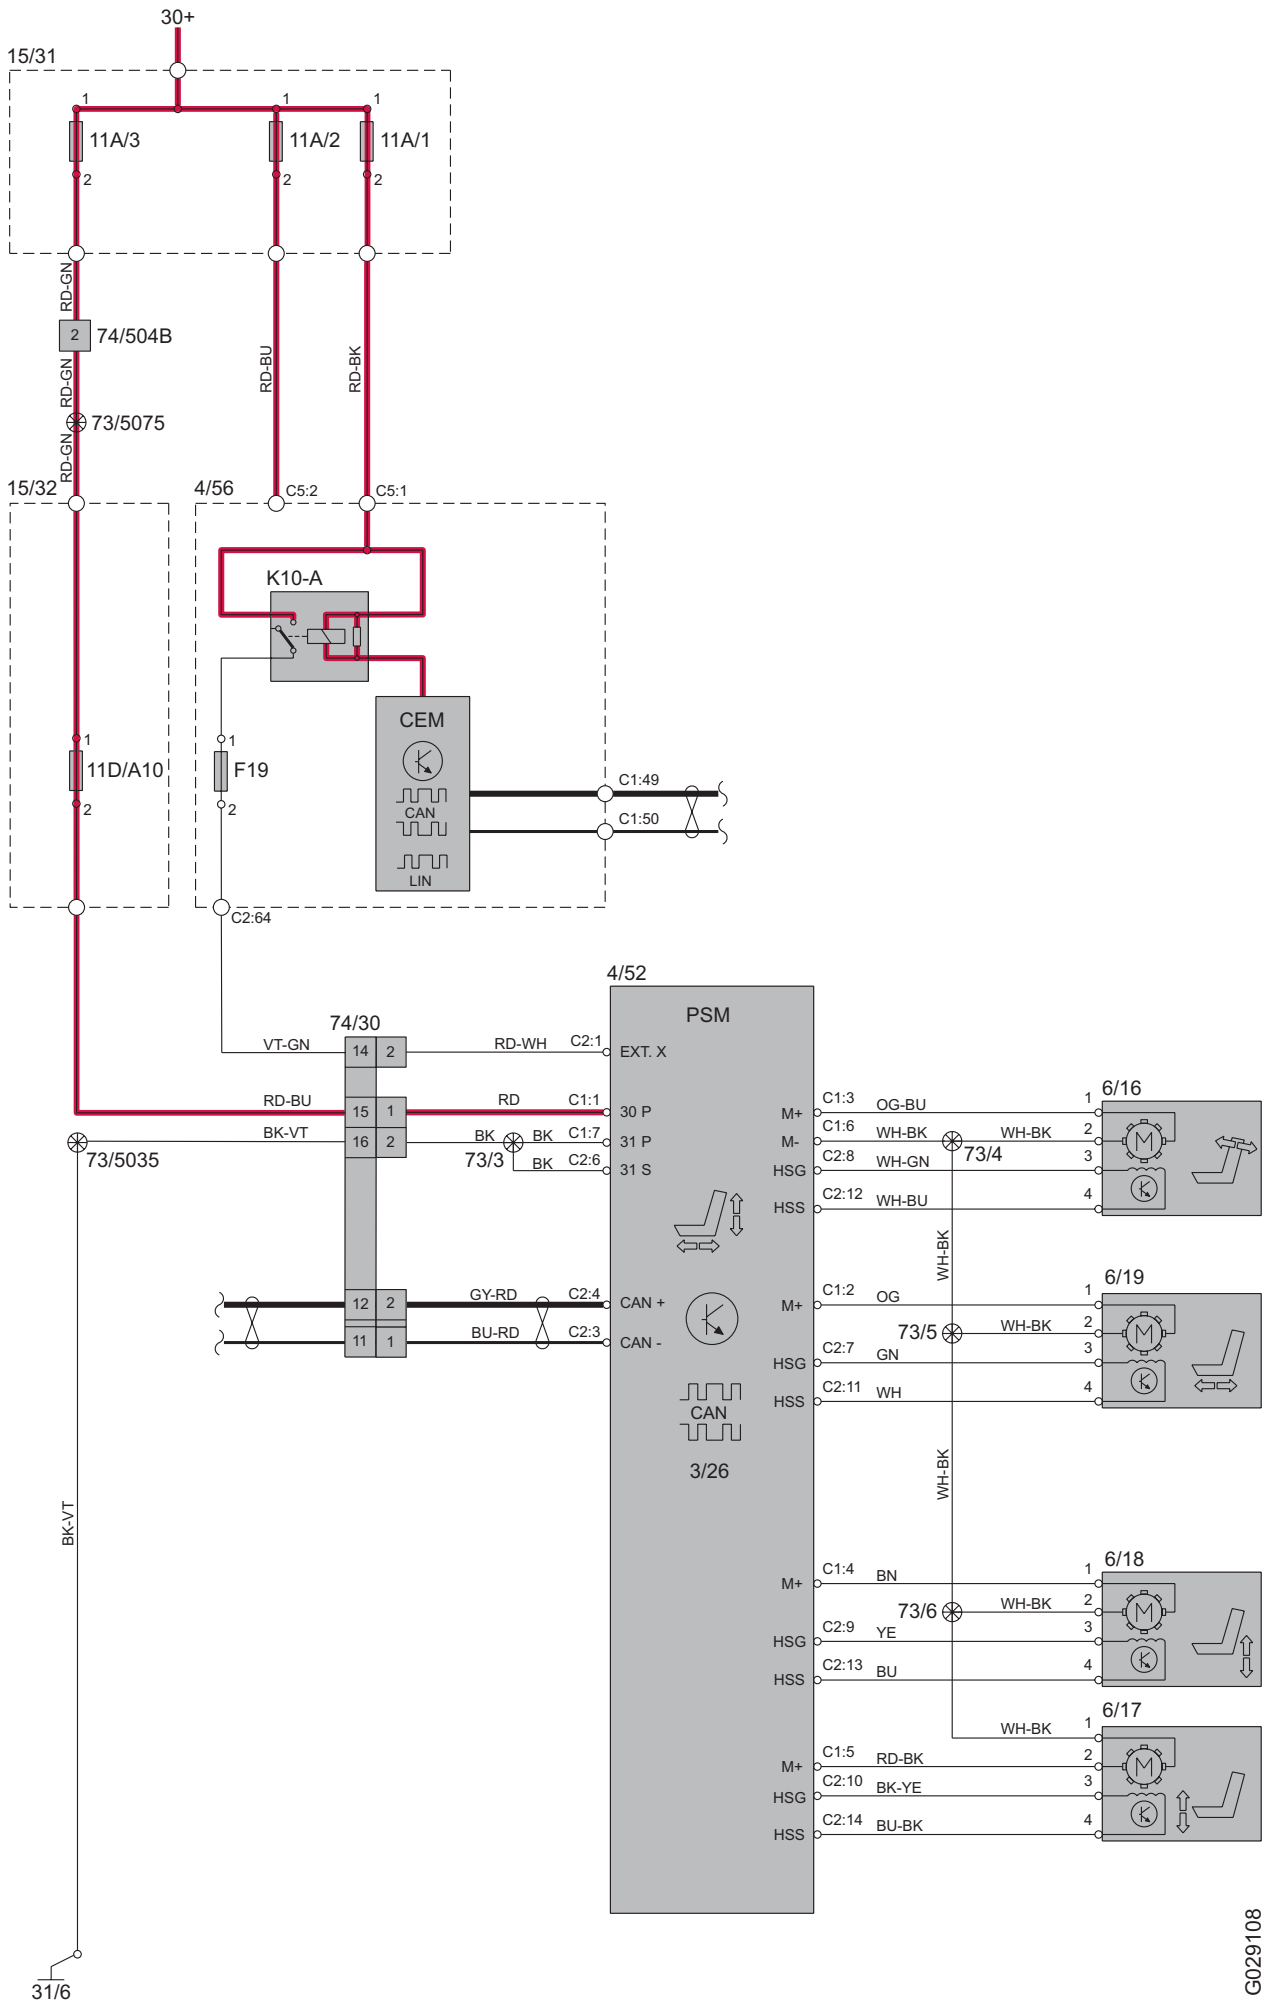 30+
15/31
1
1
1
11A/3
11A/2
11A/1
2
2
2
RD-GN
2
74/504B
RD-GN
RD-BU
RD-BK
73/5075
RD-GN
15/32
4/56
C5:2
C5:1
K10-A
CEM
1
1
11D/A10
F19
2
2
CAN
LIN
C1:49
C1:50
C2:64
4/52
PSM
74/30
VT-GN
14
2
RD-WH
C2:1
EXT. X
RD-BU
15
1
RD
C1:1
30 P
BK-VT
16
2
BK
BK
C1:7
31 P
73/5035
73/3
BK
C2:6
31 S
M+
C1:3
OG-BU
1
6/16
M-
C1:6
WH-BK
73/4
WH-BK
2
M
HSG
C2:8
WH-GN
3
HSS
C2:12
WH-BU
4
WH-BK
12
2
GY-RD
C2:4
CAN +
11
1
BU-RD
C2:3
CAN -
6/19
M+
C1:2
OG
1
73/5
WH-BK
2
M
HSG
C2:7
GN
3
HSS
C2:11
WH
4
CAN
3/26
WH-BK
BK-VT
6/18
M+
C1:4
BN
1
73/6
WH-BK
2
M
HSG
C2:9
YE
3
HSS
C2:13
BU
4
6/17
WH-BK
1
M+
C1:5
RD-BK
2
M
HSG
C2:10
BK-YE
3
HSS
C2:14
BU-BK
4
31/6
G029108